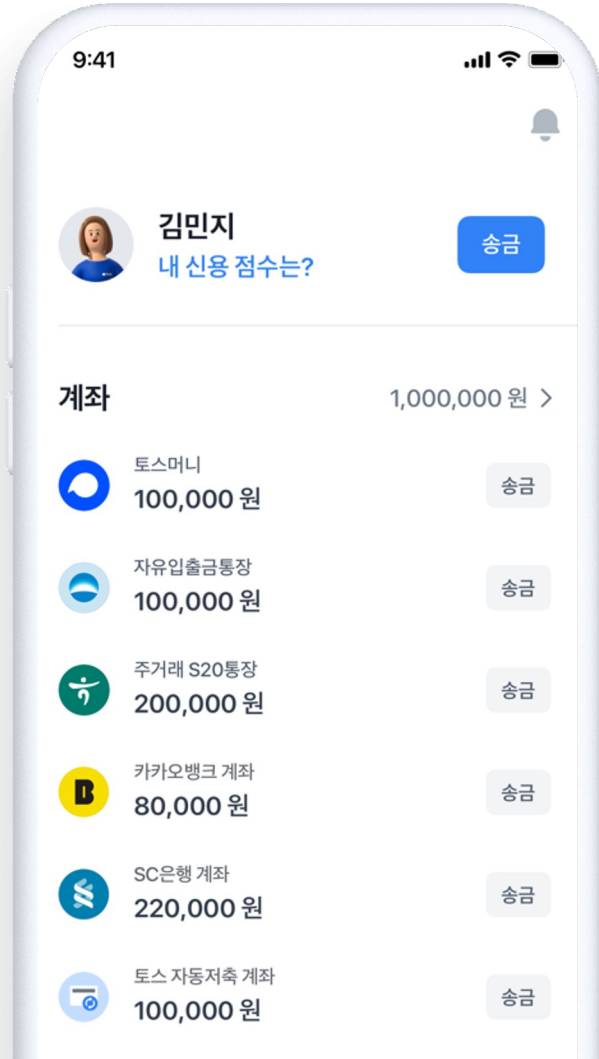 9:41
김민지
내 신용 점수는?
송금
계좌
1,000,000 원
토스머니
100,000 원
송금
자유입출금통장
100,000 원
송금
주거래 S20통장
200,000 원
송금
카카오뱅크 계좌
80,000 원
송금
SC은행 계좌
220,000 원
송금
토스 자동저축 계좌
100,000 원
송금